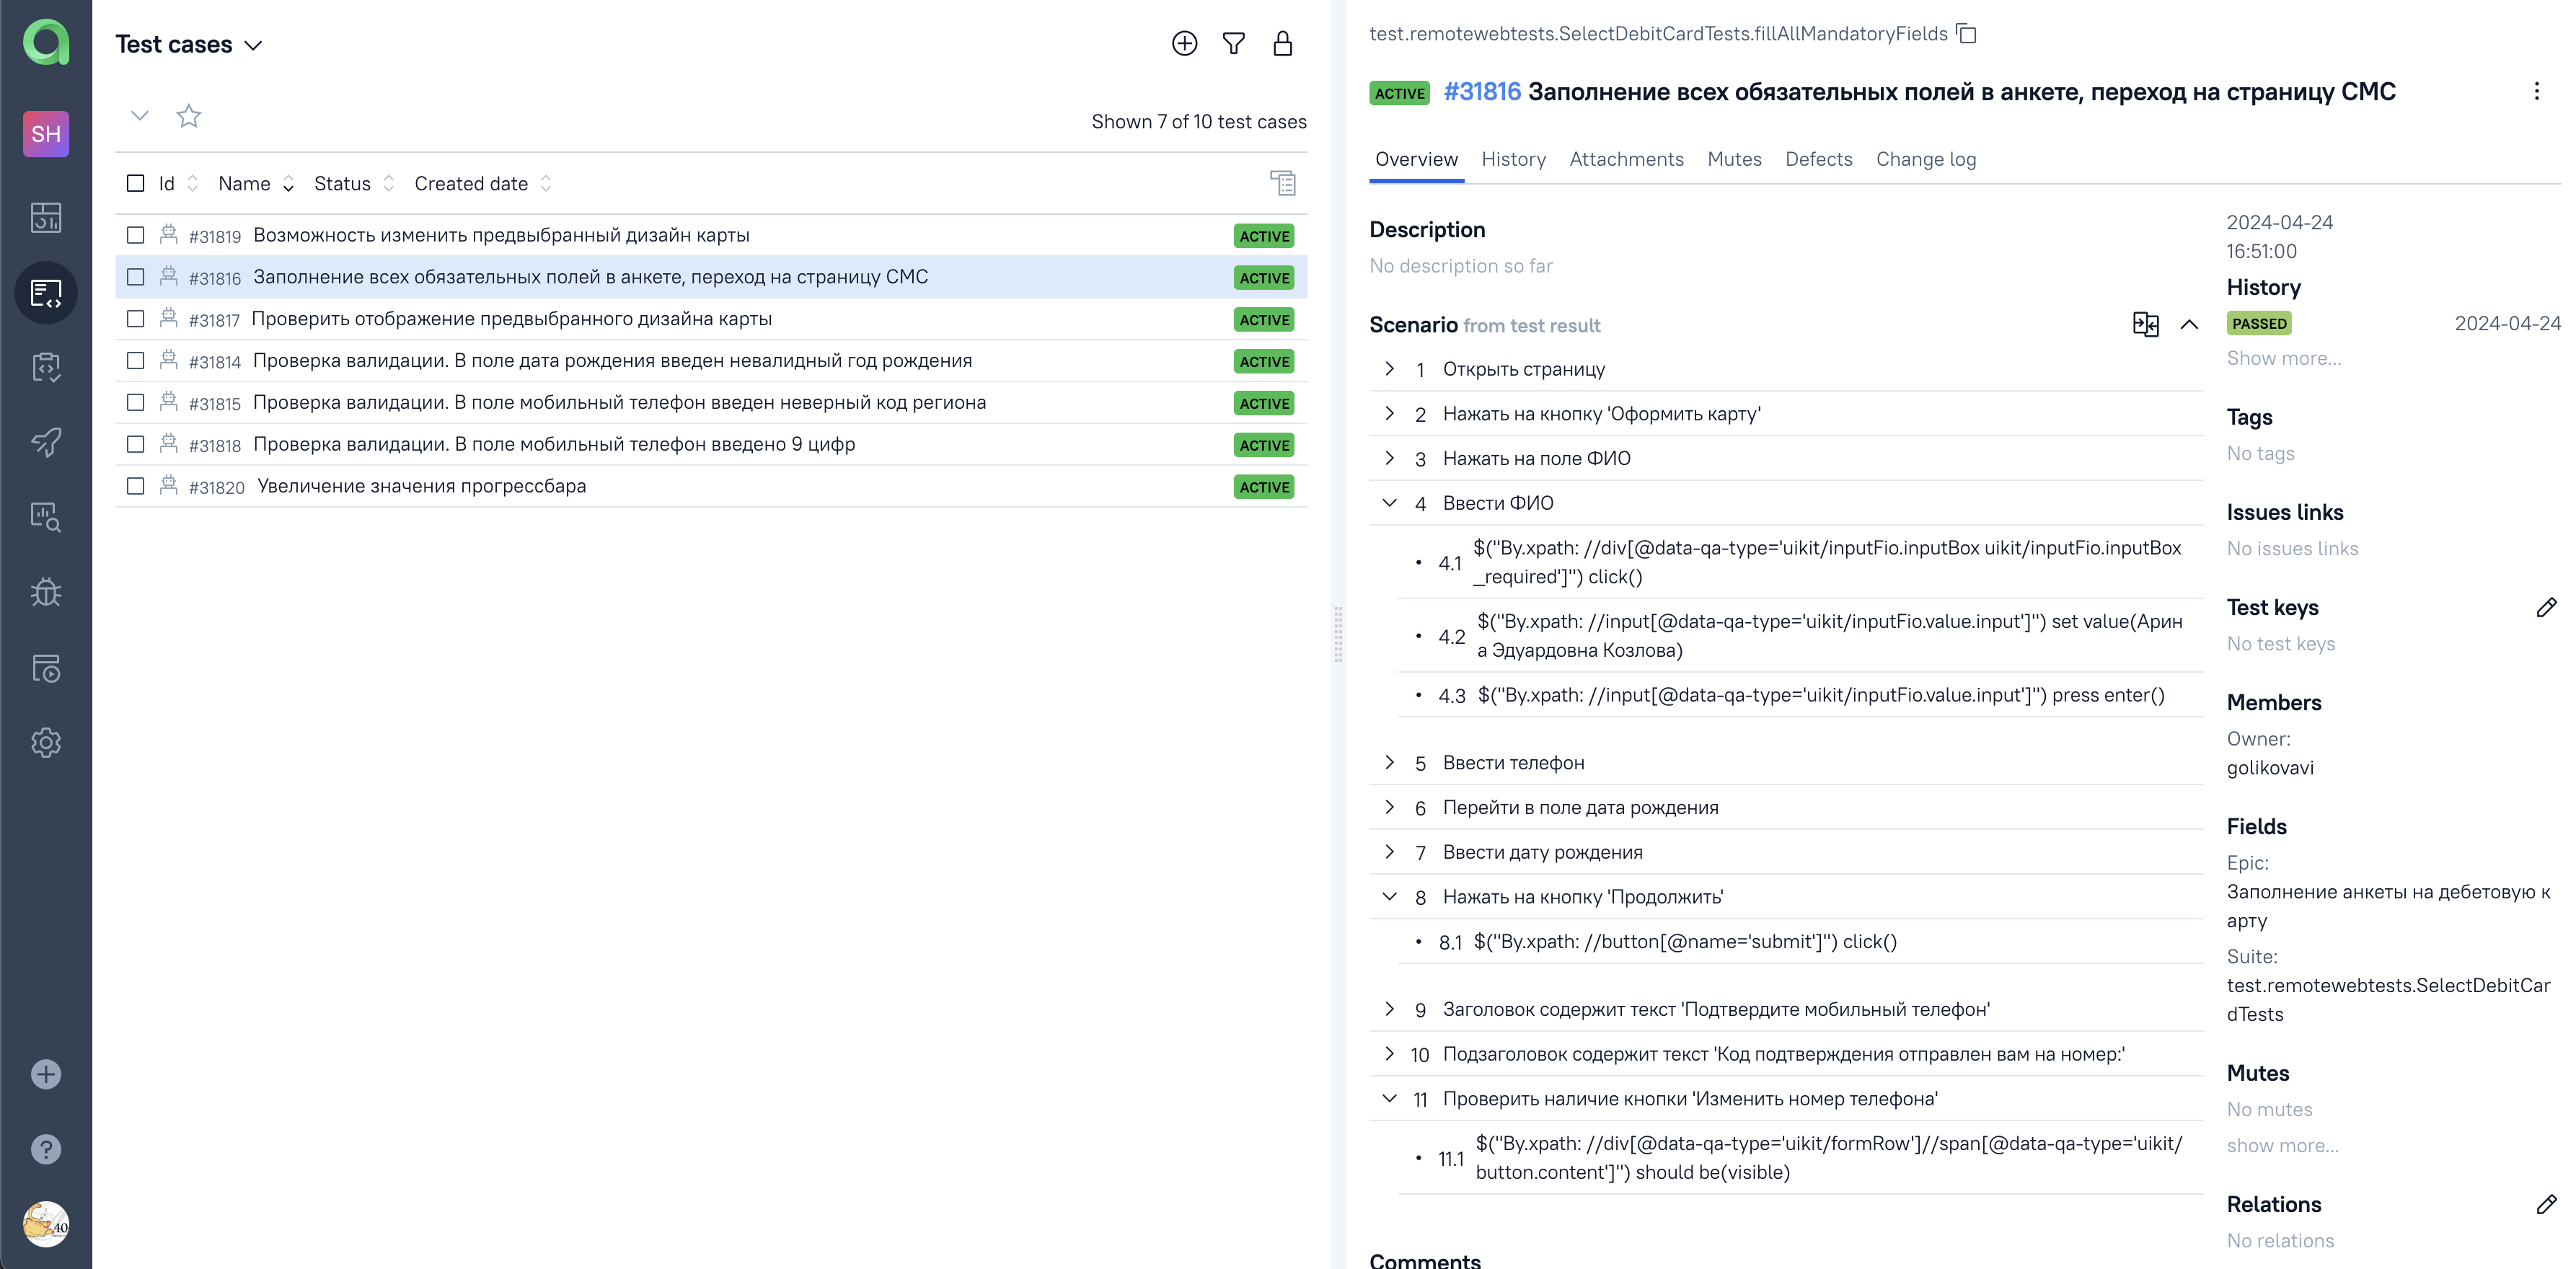 SH
Test cases
Shown 7 of 10 test cases
Id Name Status Created date
#31819 Возможность изменить предвыбранный дизайн карты ACTIVE
#31816 Заполнение всех обязательных полей в анкете, переход на страницу СМС ACTIVE
#31817 Проверить отображение предвыбранного дизайна карты ACTIVE
#31814 Проверка валидации. В поле дата рождения введен невалидный год рождения ACTIVE
#31815 Проверка валидации. В поле мобильный телефон введен неверный код региона ACTIVE
#31818 Проверка валидации. В поле мобильный телефон введено 9 цифр ACTIVE
#31820 Увеличение значения прогрессбара ACTIVE
40
test.remotewebtests.SelectDebitCardTests.fillAllMandatoryFields
ACTIVE #31816 Заполнение всех обязательных полей в анкете, переход на страницу СМС
Overview History Attachments Mutes Defects Change log
Description
No description so far
Scenario from test result
1 Открыть страницу
2 Нажать на кнопку 'Оформить карту'
3 Нажать на поле ФИО
4 Ввести ФИО
• 4.1 $("By.xpath: //div[@data-qa-type='uikit/inputFio.inputBox uikit/inputFio.inputBox
_required']") click()
• 4.2 $("By.xpath: //input[@data-qa-type='uikit/inputFio.value.input']") set value(Арин
а Эдуардовна Козлова)
• 4.3 $("By.xpath: //input[@data-qa-type='uikit/inputFio.value.input']") press enter()
5 Ввести телефон
6 Перейти в поле дата рождения
7 Ввести дату рождения
8 Нажать на кнопку 'Продолжить'
• 8.1 $("By.xpath: //button[@name='submit']") click()
9 Заголовок содержит текст 'Подтвердите мобильный телефон'
10 Подзаголовок содержит текст 'Код подтверждения отправлен вам на номер:'
11 Проверить наличие кнопки 'Изменить номер телефона'
• 11.1 $("By.xpath: //div[@data-qa-type='uikit/formRow']//span[@data-qa-type='uikit/
button.content']") should be(visible)
Comments
2024-04-24
16:51:00
History
PASSED 2024-04-24
Show more...
Tags
No tags
Issues links
No issues links
Test keys
No test keys
Members
Owner:
golikovavi
Fields
Epic:
Заполнение анкеты на дебетовую к
арту
Suite:
test.remotewebtests.SelectDebitCar
dTests
Mutes
No mutes
show more...
Relations
No relations